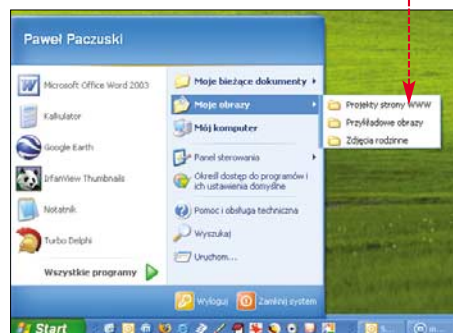 Paweł Paczuski
Microsoft Office Word 2003
Kalkulator
Google Earth
IrfanView Thumbnails
Notatnik
Turbo Delphi
Wszystkie programy
Moje bieżące dokumenty
Moje obrazy
Mój komputer
Panel sterowania
Określ dostęp do programów i
ich ustawienia domyślne
Pomoc i obsługa techniczna
Wyszukaj
Uruchom...
Projekty strony WWW
Przykładowe obrazy
Zdjęcia rodzinne
Wyloguj
Zamknij system
Start